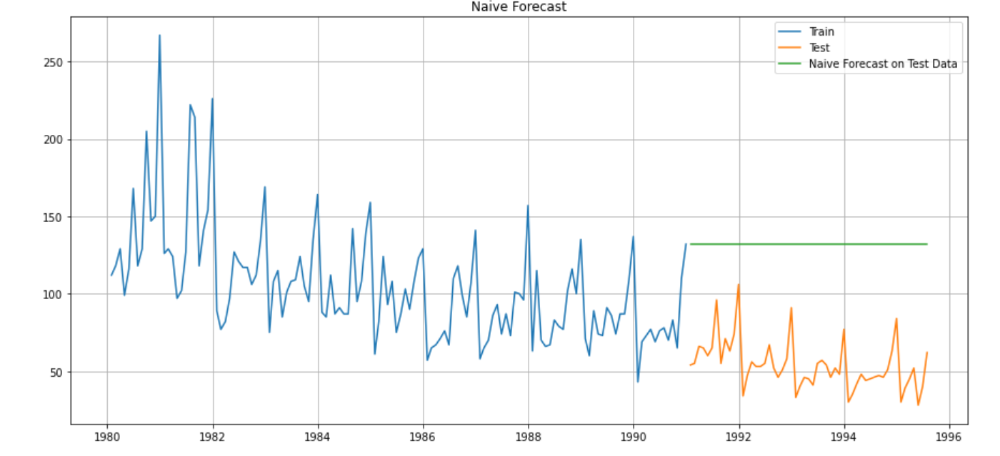 Naive Forecast
Train
Test
Naive Forecast on Test Data
250
200
150
100
50
1980 1982 1984 1986 1988 1990 1992 1994 1996